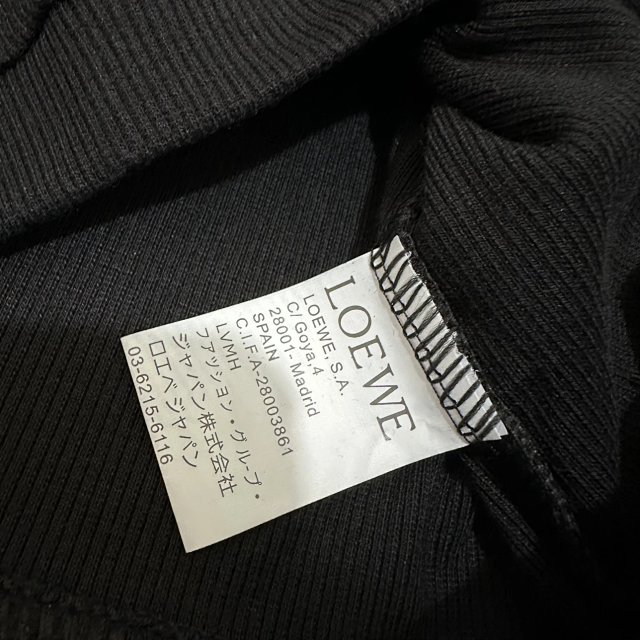 LOEWE
LOEWE, S.A.
C/ Goya.4
28001- Madrid
SPAIN
C.I.F/A-28003861
LVMH
ファッション・グループ・
ジャパン株式会社
ロエベジャパン
03.6215-6116